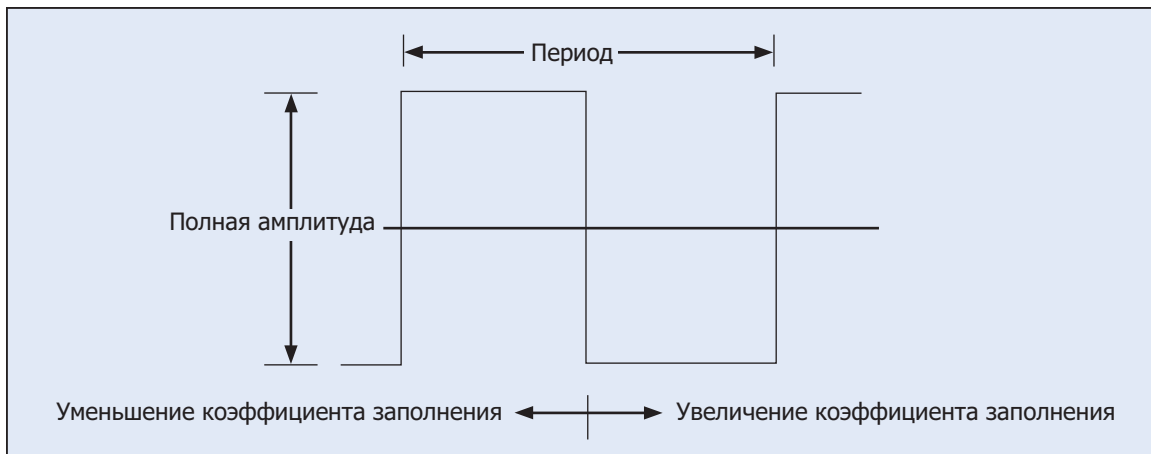 Период
Полная амплитуда
Уменьшение коэффициента заполнения
Увеличение коэффициента заполнения